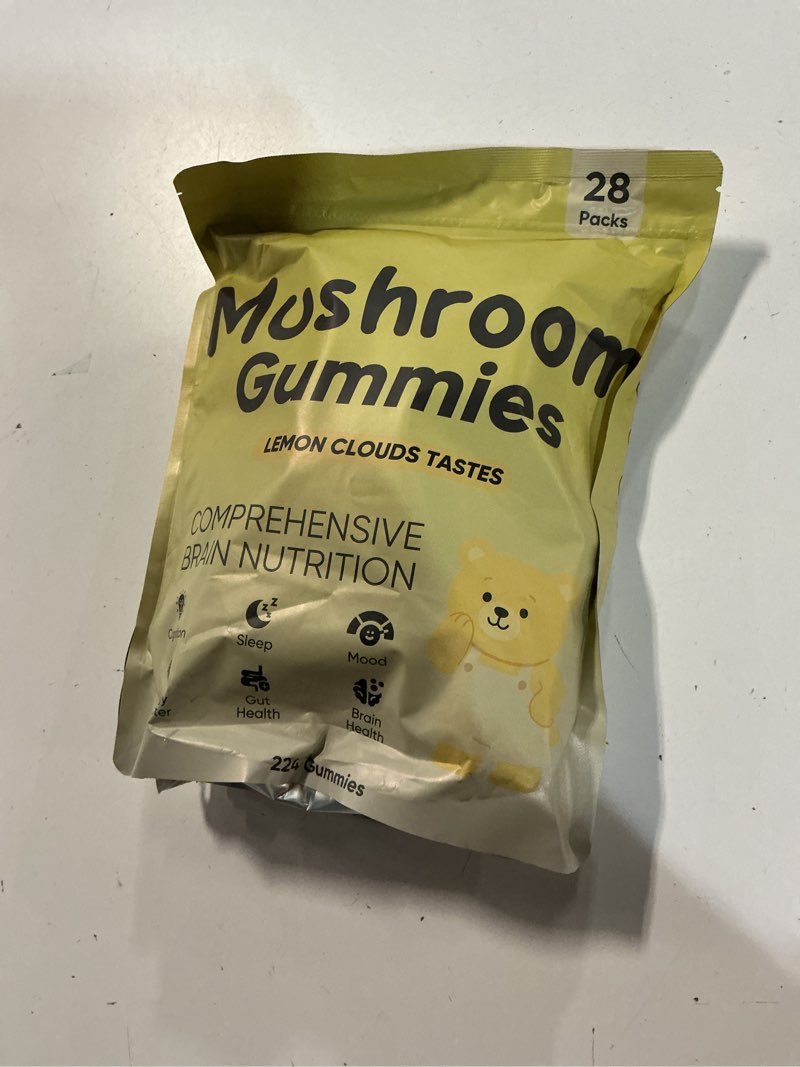 28
Packs
Mushroom
Gummies
LEMON CLOUDS TASTES
COMPREHENSIVE
BRAIN NUTRITION
Sleep
Mood
Gut
Health
Brain
Health
224 Gummies